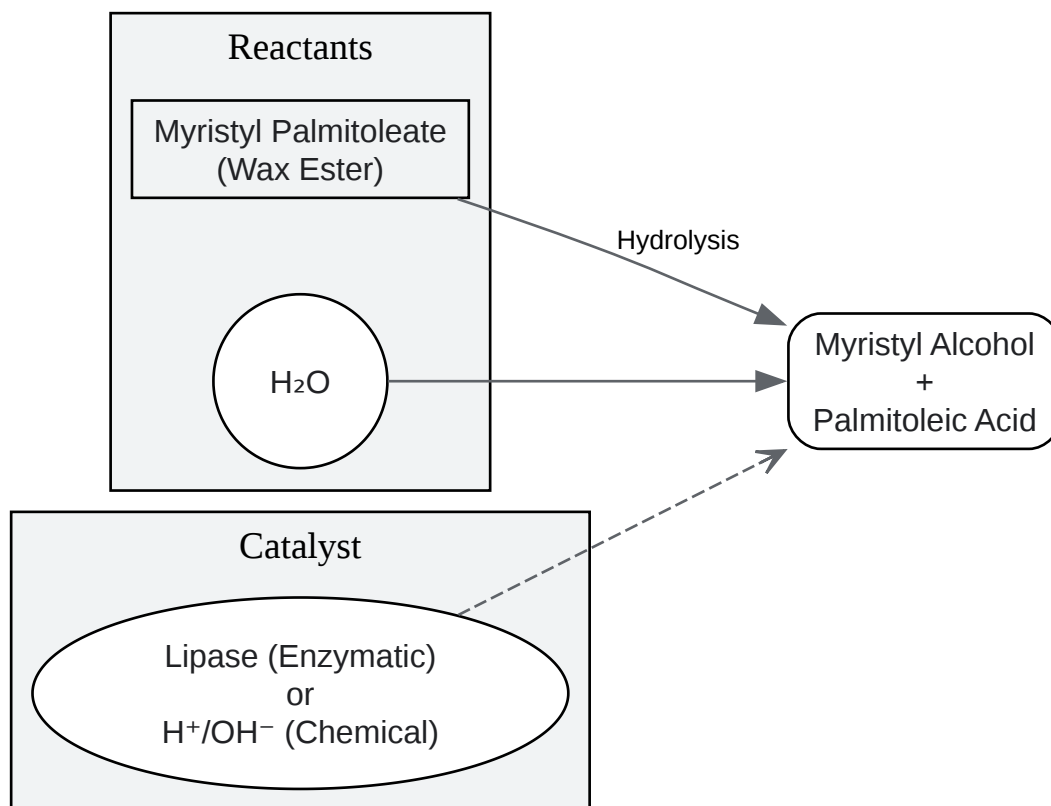 Reactants
Myristyl Palmitoleate
(Wax Ester)
Hydrolysis
H₂O
Myristyl Alcohol
+
Palmitoleic Acid
Catalyst
Lipase (Enzymatic)
or
H⁺/OH⁻ (Chemical)